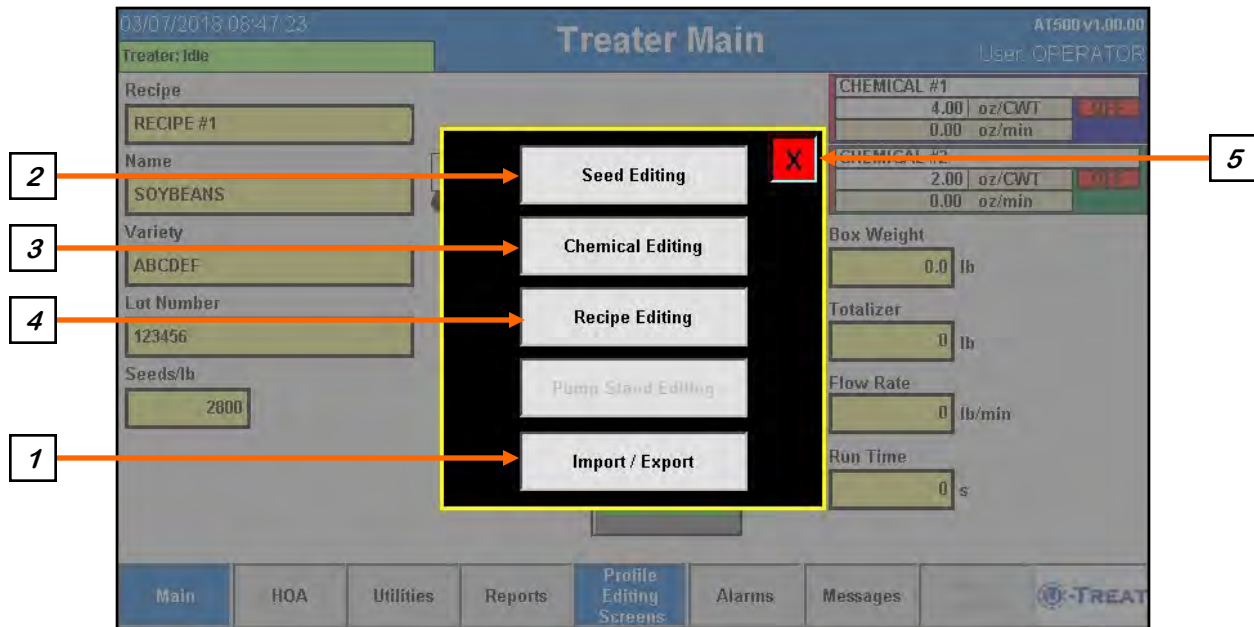 03/07/2018 08:47:23
Treater Main
AT500 v1.00.00
Treater: Idle
User: OPERATOR
Recipe
RECIPE #1
Name
SOYBEANS
Variety
ABCDEF
Lot Number
123456
Seeds/lb
2800
2
3
4
1
Seed Editing
X
Chemical Editing
Recipe Editing
Pump Stand Editing
Import / Export
5
CHEMICAL #1
4.00 oz/CWT OFF
0.00 oz/min
CHEMICAL #2
2.00 oz/CWT OFF
0.00 oz/min
Box Weight
0.0 lb
Totalizer
0 lb
Flow Rate
0 lb/min
Run Time
0 s
Main
HOA
Utilities
Reports
Profile
Editing
Screens
Alarms
Messages
-TREAT